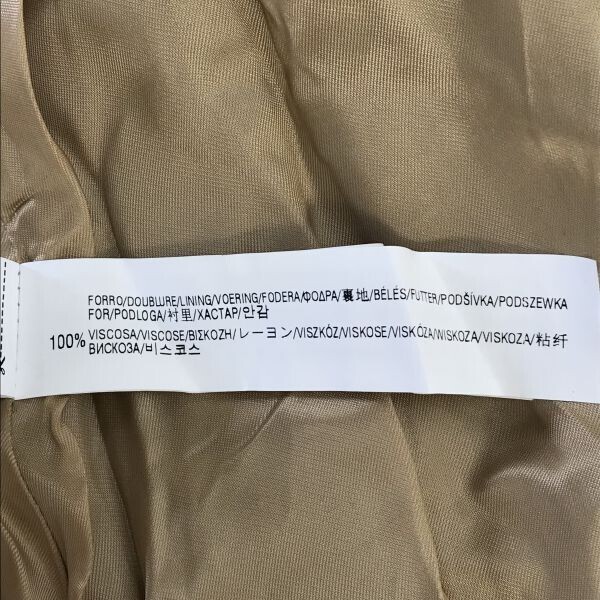 FORRO/DOUBLURE/LINING/VOERING/FODERA/ΦΟΔΡΑ/裏地/BÉLÉS/FUTTER/PODŠÍVKA/PODSZEWKA
FOR/PODLOGA/衬里/XACTAP/안감
100% VISCOSA/VISCOSE/ΒΙΣΚΟΖΗ/レーヨン/VISZKÓZ/VISKOSE/VISKÓZA/WISKOZA/VISKOZA/粘纤
ВИСКОЗА/비스코스